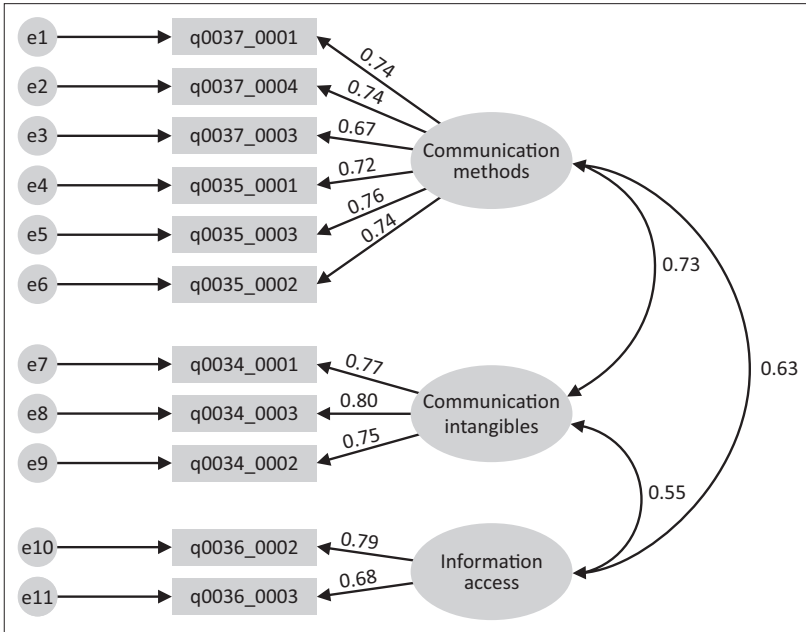 e1 q0037_0001 0.74
e2 q0037_0004 0.74
e3 q0037_0003 0.67
e4 q0035_0001 0.72
e5 q0035_0003 0.76
e6 q0035_0002 0.74
Communication
methods
0.73
0.63
e7 q0034_0001 0.77
e8 q0034_0003 0.80
e9 q0034_0002 0.75
Communication
intangibles
0.55
e10 q0036_0002 0.79
e11 q0036_0003 0.68
Information
access